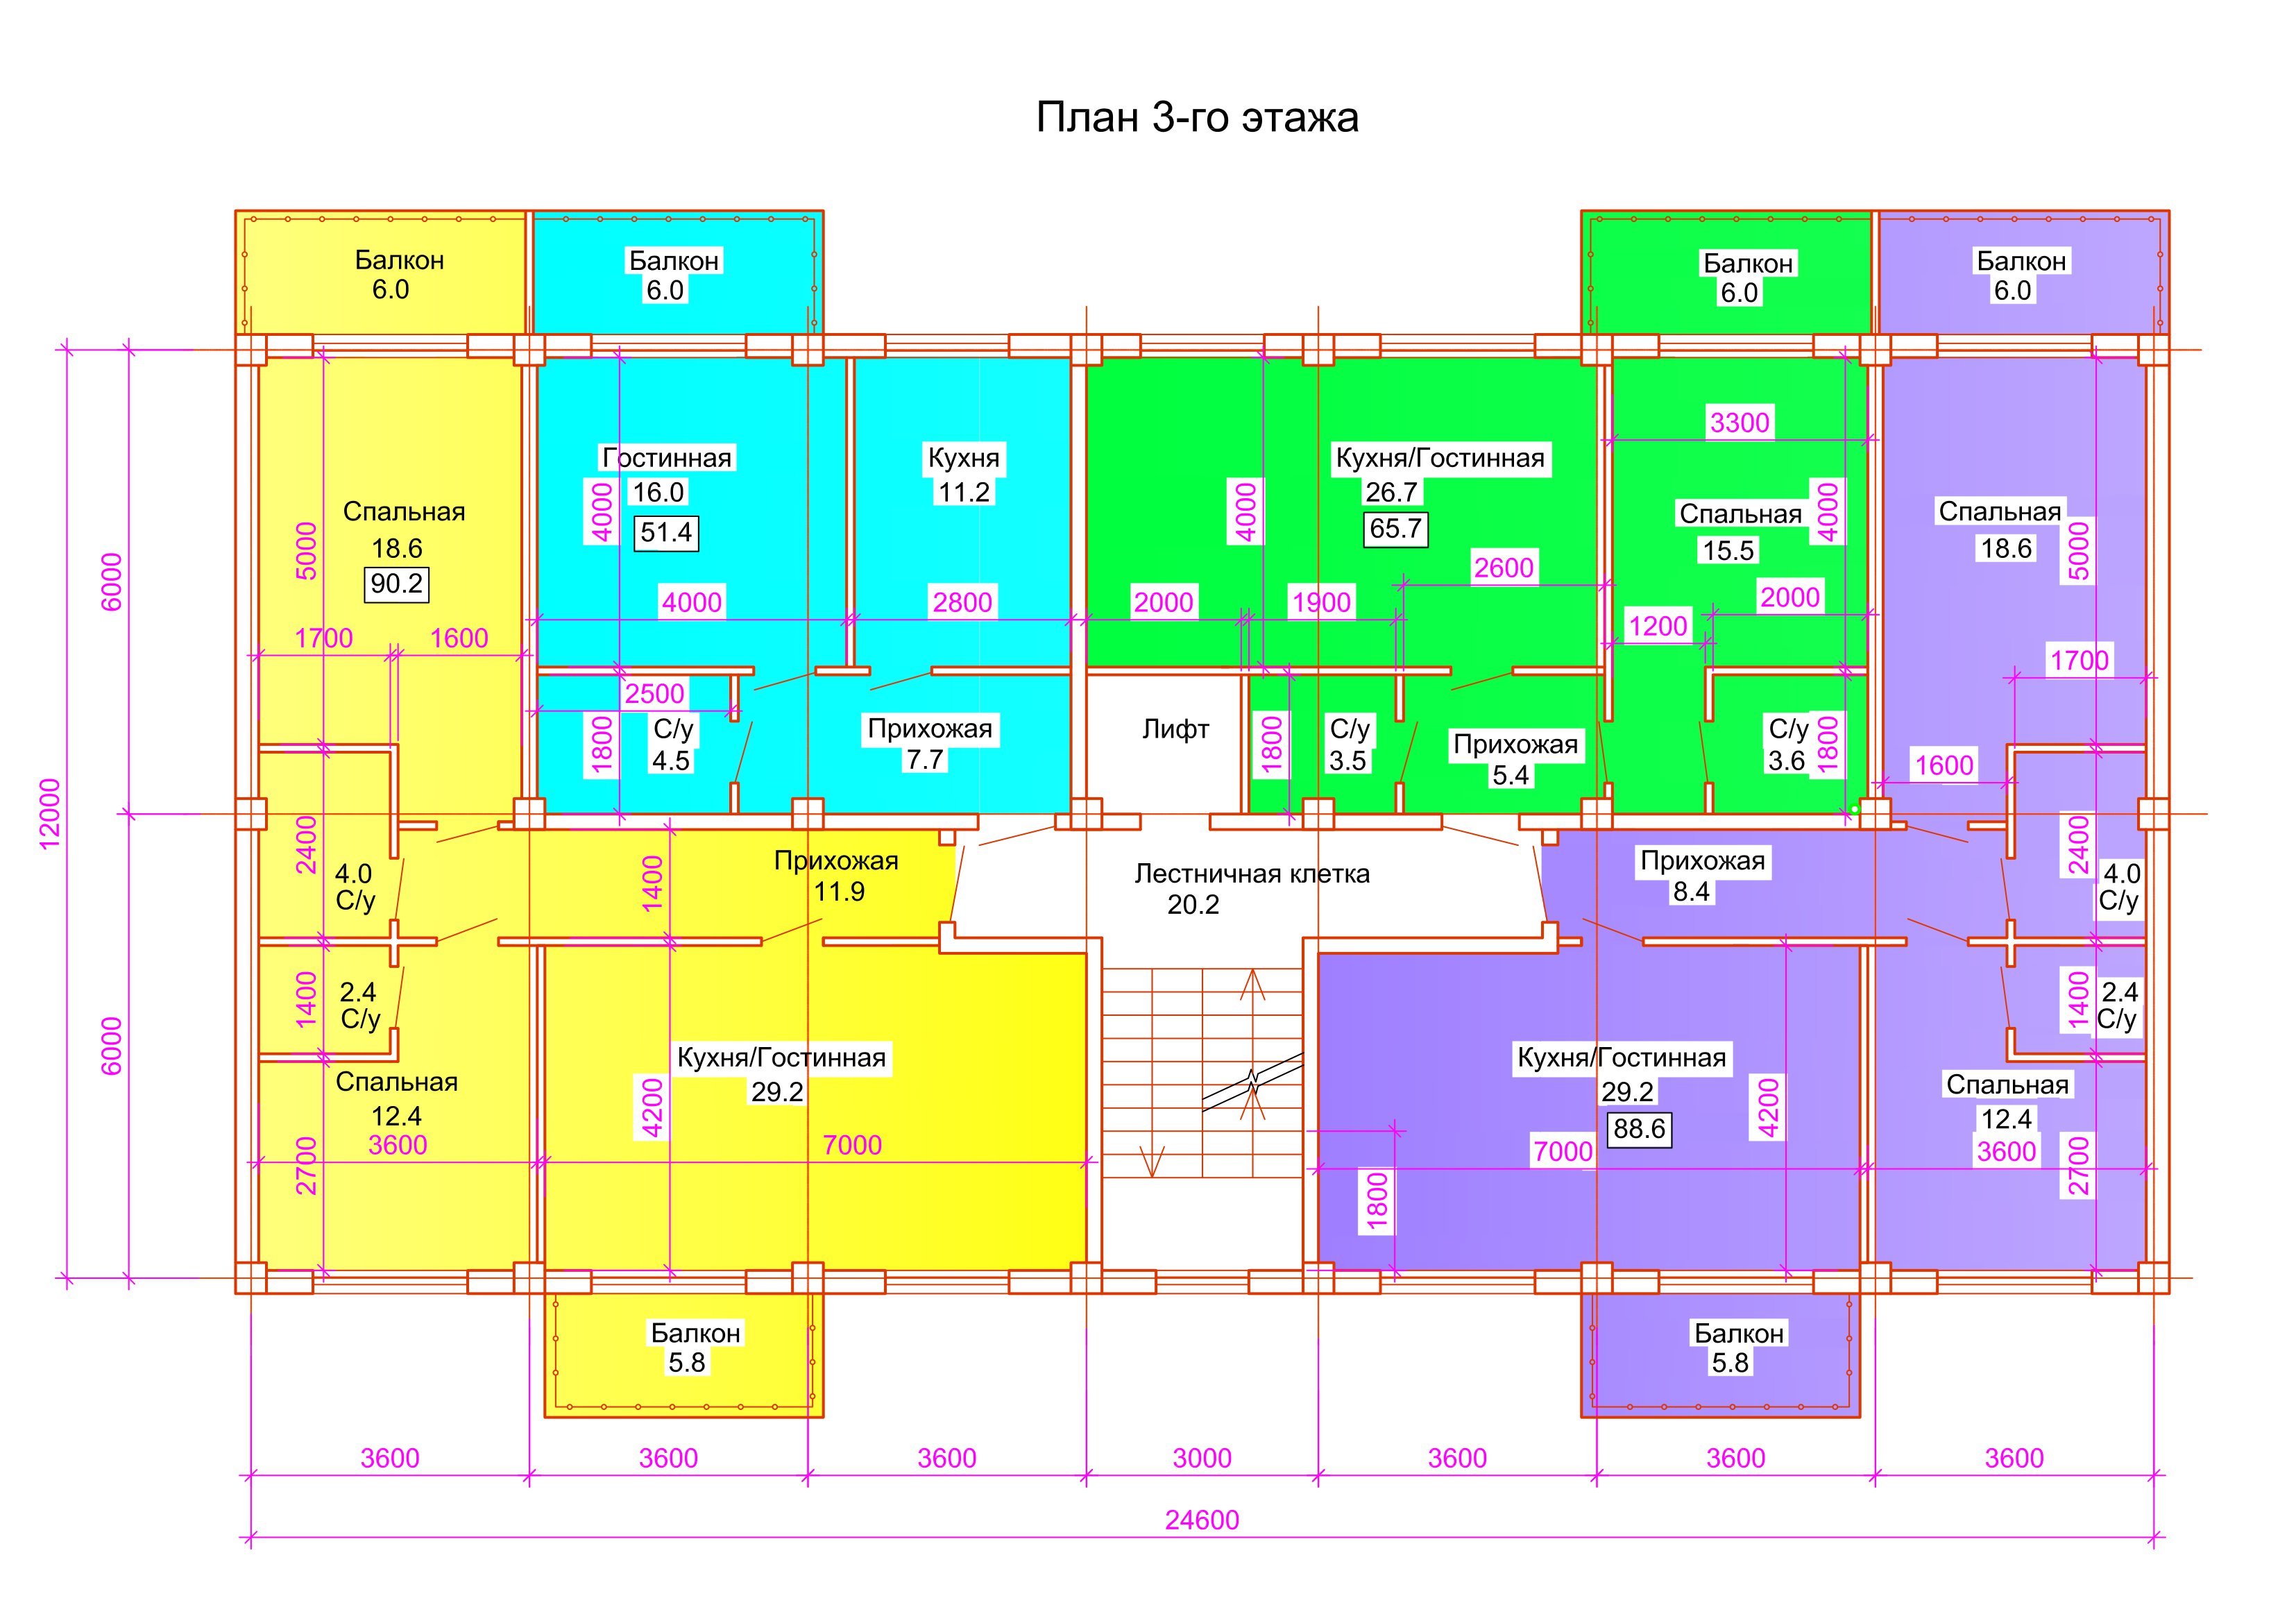 План 3-го этажа
Балкон
6.0
Балкон
6.0
Балкон
6.0
Балкон
6.0
3300
Гостинная
16.0
51.4
4000
Кухня
11.2
Кухня/Гостинная
26.7
65.7
4000
Спальная
15.5
4000
Спальная
18.6
90.2
5000
Спальная
18.6
5000
6000
12000
2600
4000
2800
2000
1900
2000
1200
1700
1600
1700
2500
С/у
4.5
1800
Прихожая
7.7
Лифт
1800
С/у
3.5
Прихожая
5.4
С/у
3.6
1800
1600
2400
4.0
С/у
1400
Прихожая
11.9
Лестничная клетка
20.2
Прихожая
8.4
2400
4.0
С/у
6000
1400
2.4
С/у
1400
2.4
С/у
Кухня/Гостинная
29.2
4200
Кухня/Гостинная
29.2
88.6
4200
Спальная
12.4
3600
2700
7000
Спальная
12.4
3600
2700
7000
1800
Балкон
5.8
Балкон
5.8
3600
3600
3600
3000
3600
3600
3600
24600